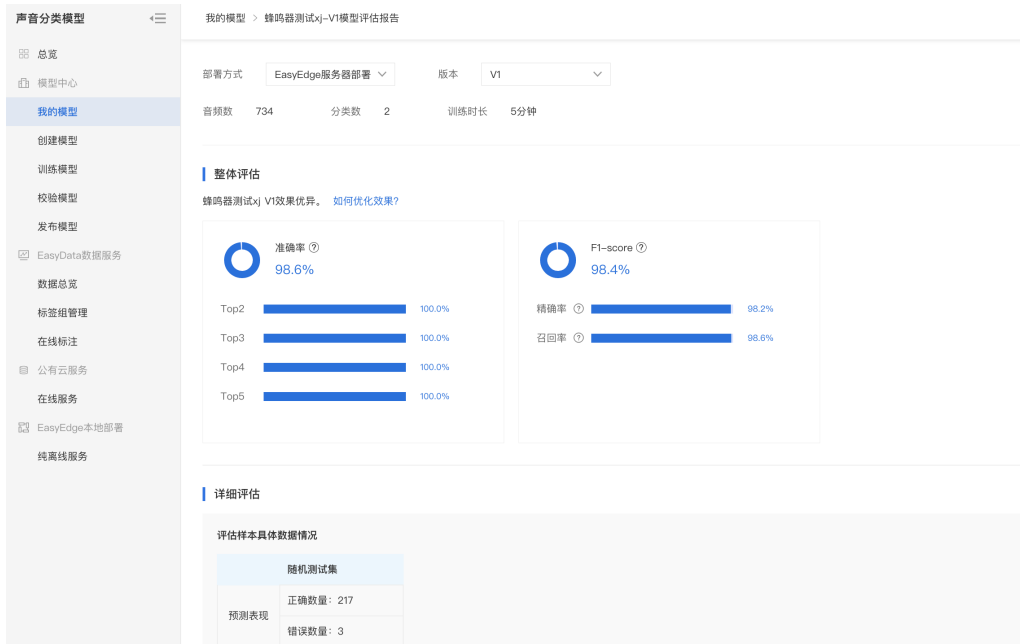 声音分类模型
我的模型 > 蜂鸣器测试xj-V1模型评估报告
总览
模型中心
我的模型
创建模型
训练模型
校验模型
发布模型
EasyData数据服务
数据总览
标签组管理
在线标注
公有云服务
在线服务
EasyEdge本地部署
纯离线服务
部署方式 EasyEdge服务器部署 版本 V1
音频数 734 分类数 2 训练时长 5分钟
整体评估
蜂鸣器测试xj V1效果优异。 如何优化效果?
准确率 ?
98.6%
Top2 100.0%
Top3 100.0%
Top4 100.0%
Top5 100.0%
F1-score ?
98.4%
精确率 ? 98.2%
召回率 ? 98.6%
详细评估
评估样本具体数据情况
随机测试集
预测表现
正确数量：217
错误数量：3